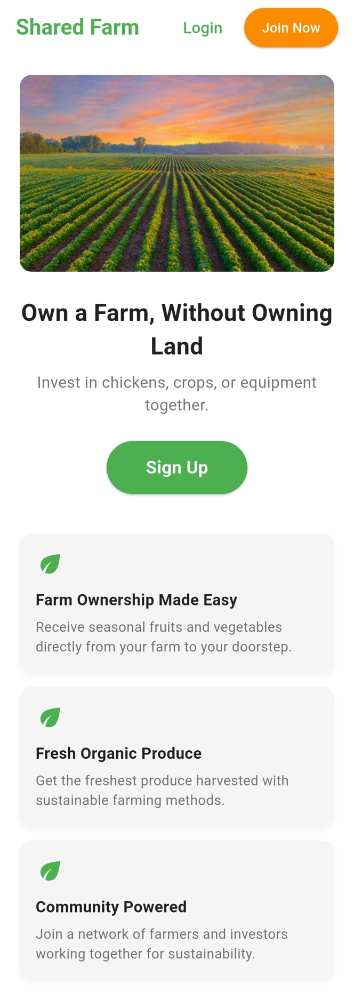 Shared Farm
Login
Join Now
Own a Farm, Without Owning
Land
Invest in chickens, crops, or equipment
together.
Sign Up
Farm Ownership Made Easy
Receive seasonal fruits and vegetables
directly from your farm to your doorstep.
Fresh Organic Produce
Get the freshest produce harvested with
sustainable farming methods.
Community Powered
Join a network of farmers and investors
working together for sustainability.